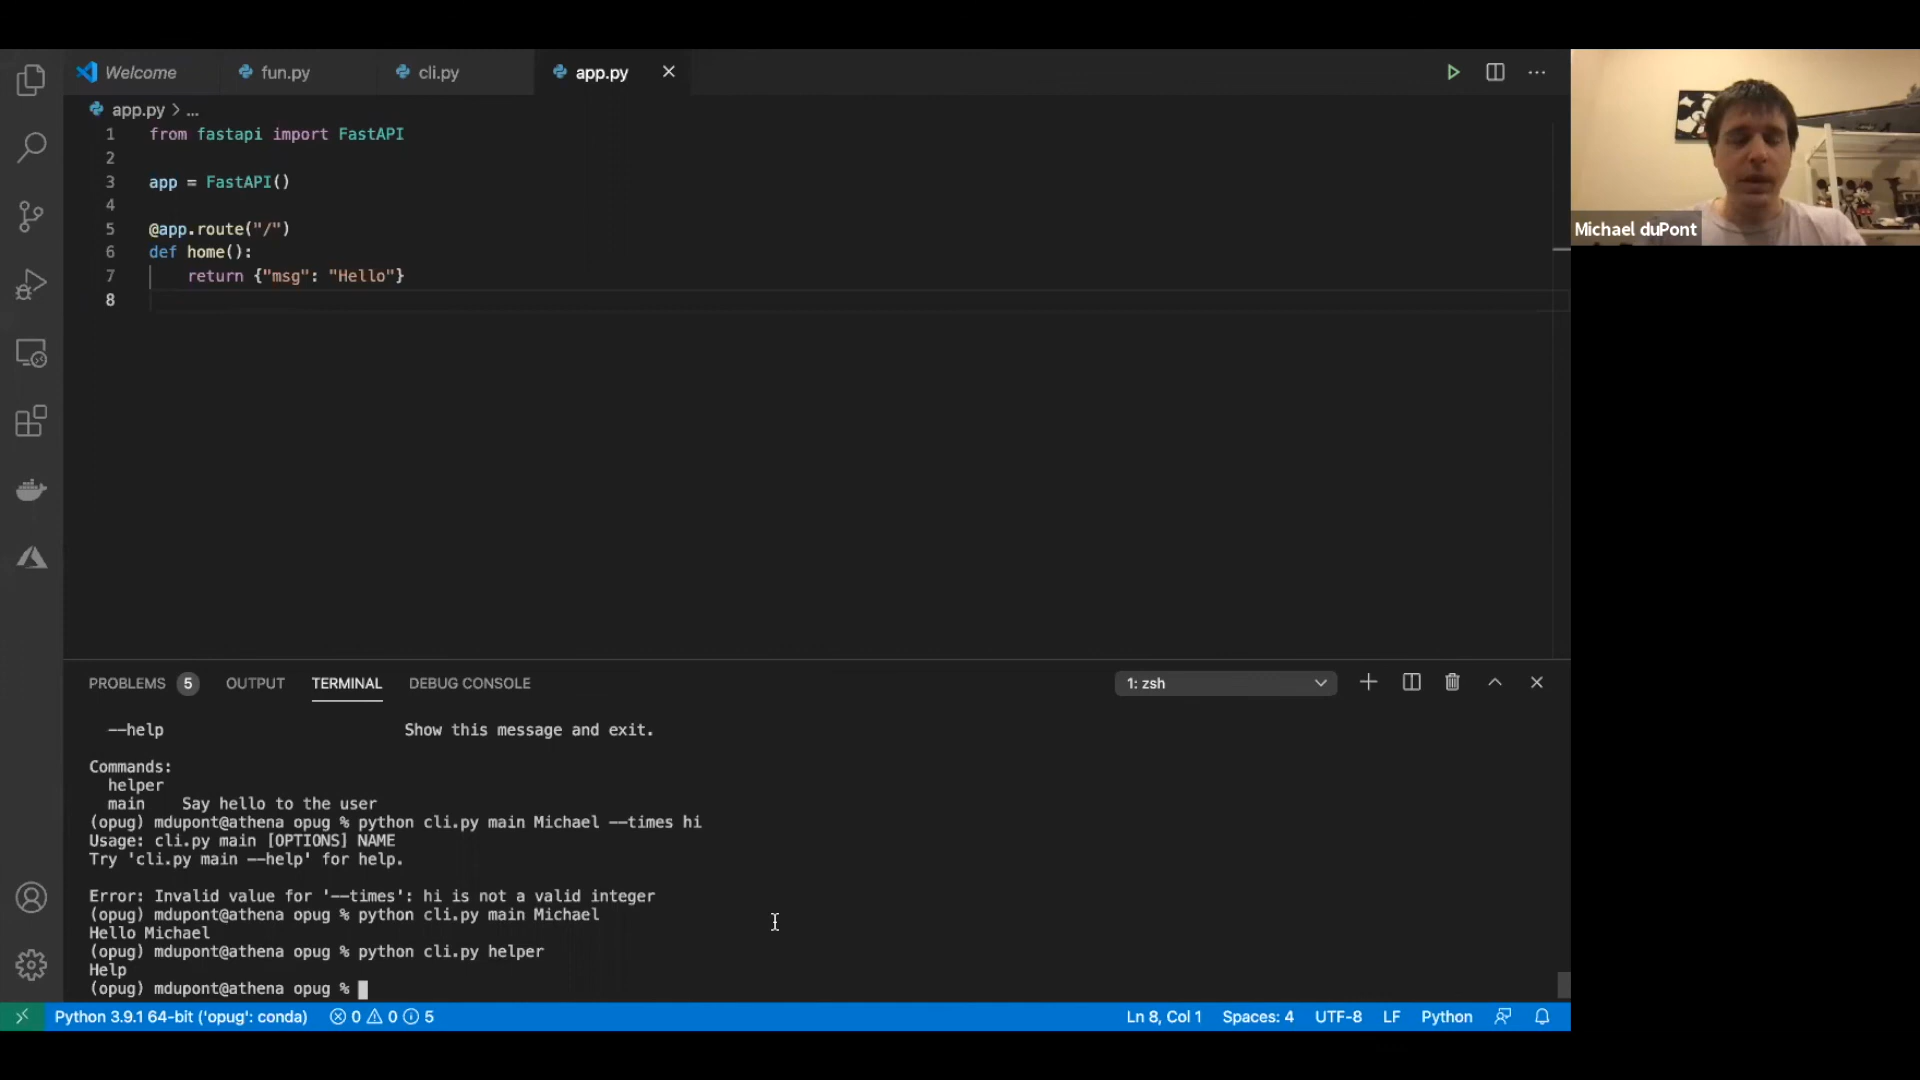 Welcome
fun.py
cli.py
app.py
app.py > ...
1 from fastapi import FastAPI
2
3 app = FastAPI()
4
5 @app.route("/")
6 def home():
7 return {"msg": "Hello"}
8
Michael duPont
PROBLEMS 5 OUTPUT TERMINAL DEBUG CONSOLE 1: zsh
--help Show this message and exit.
Commands:
helper
main Say hello to the user
(opug) mdupont@athena opug % python cli.py main Michael --times hi
Usage: cli.py main [OPTIONS] NAME
Try 'cli.py main --help' for help.
Error: Invalid value for '--times': hi is not a valid integer
(opug) mdupont@athena opug % python cli.py main Michael
Hello Michael
(opug) mdupont@athena opug % python cli.py helper
Help
(opug) mdupont@athena opug %
Python 3.9.1 64-bit ('opug': conda) 0 0 5 Ln 8, Col 1 Spaces: 4 UTF-8 LF Python